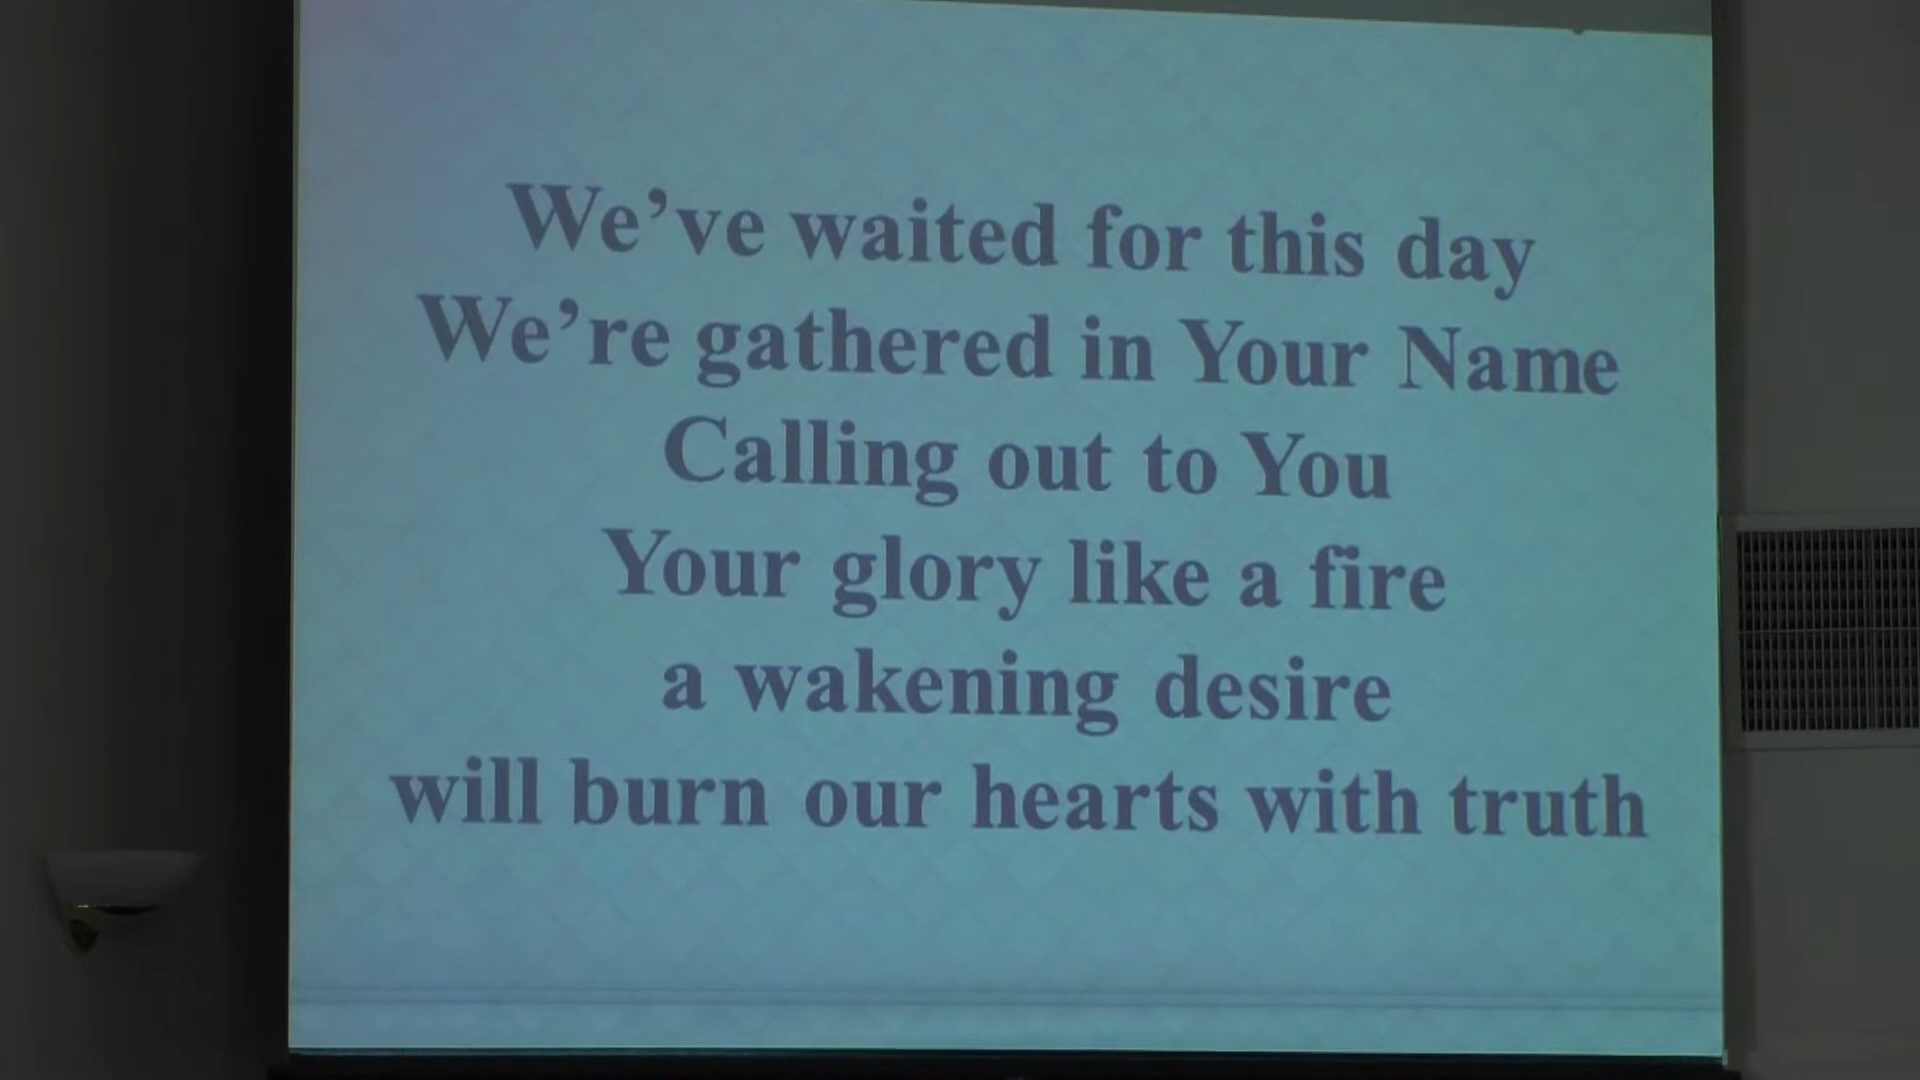 We’ve waited for this day
We’re gathered in Your Name
Calling out to You
Your glory like a fire
a wakening desire
will burn our hearts with truth